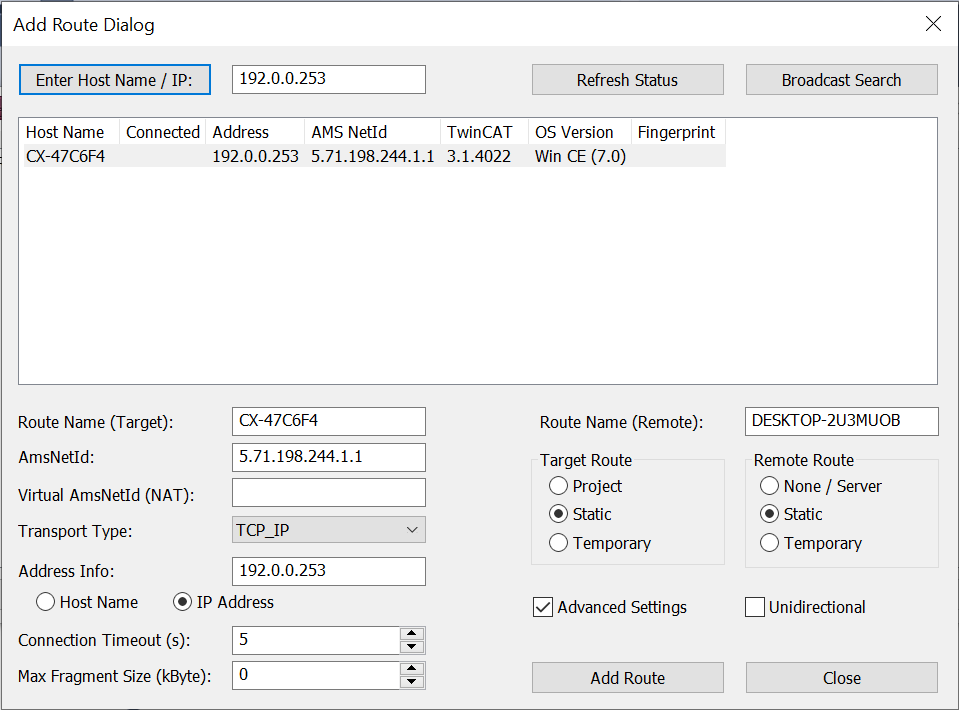 Add Route Dialog
Enter Host Name / IP: 192.0.0.253 Refresh Status Broadcast Search
Host Name Connected Address AMS NetId TwinCAT OS Version Fingerprint
CX-47C6F4 192.0.0.253 5.71.198.244.1.1 3.1.4022 Win CE (7.0)
Route Name (Target): CX-47C6F4 Route Name (Remote): DESKTOP-2U3MUOB
AmsNetId: 5.71.198.244.1.1 Target Route Remote Route
Virtual AmsNetId (NAT): Project None / Server
Transport Type: TCP_IP Static Static
Temporary Temporary
Address Info: 192.0.0.253
Host Name IP Address Advanced Settings Unidirectional
Connection Timeout (s): 5
Max Fragment Size (kByte): 0 Add Route Close